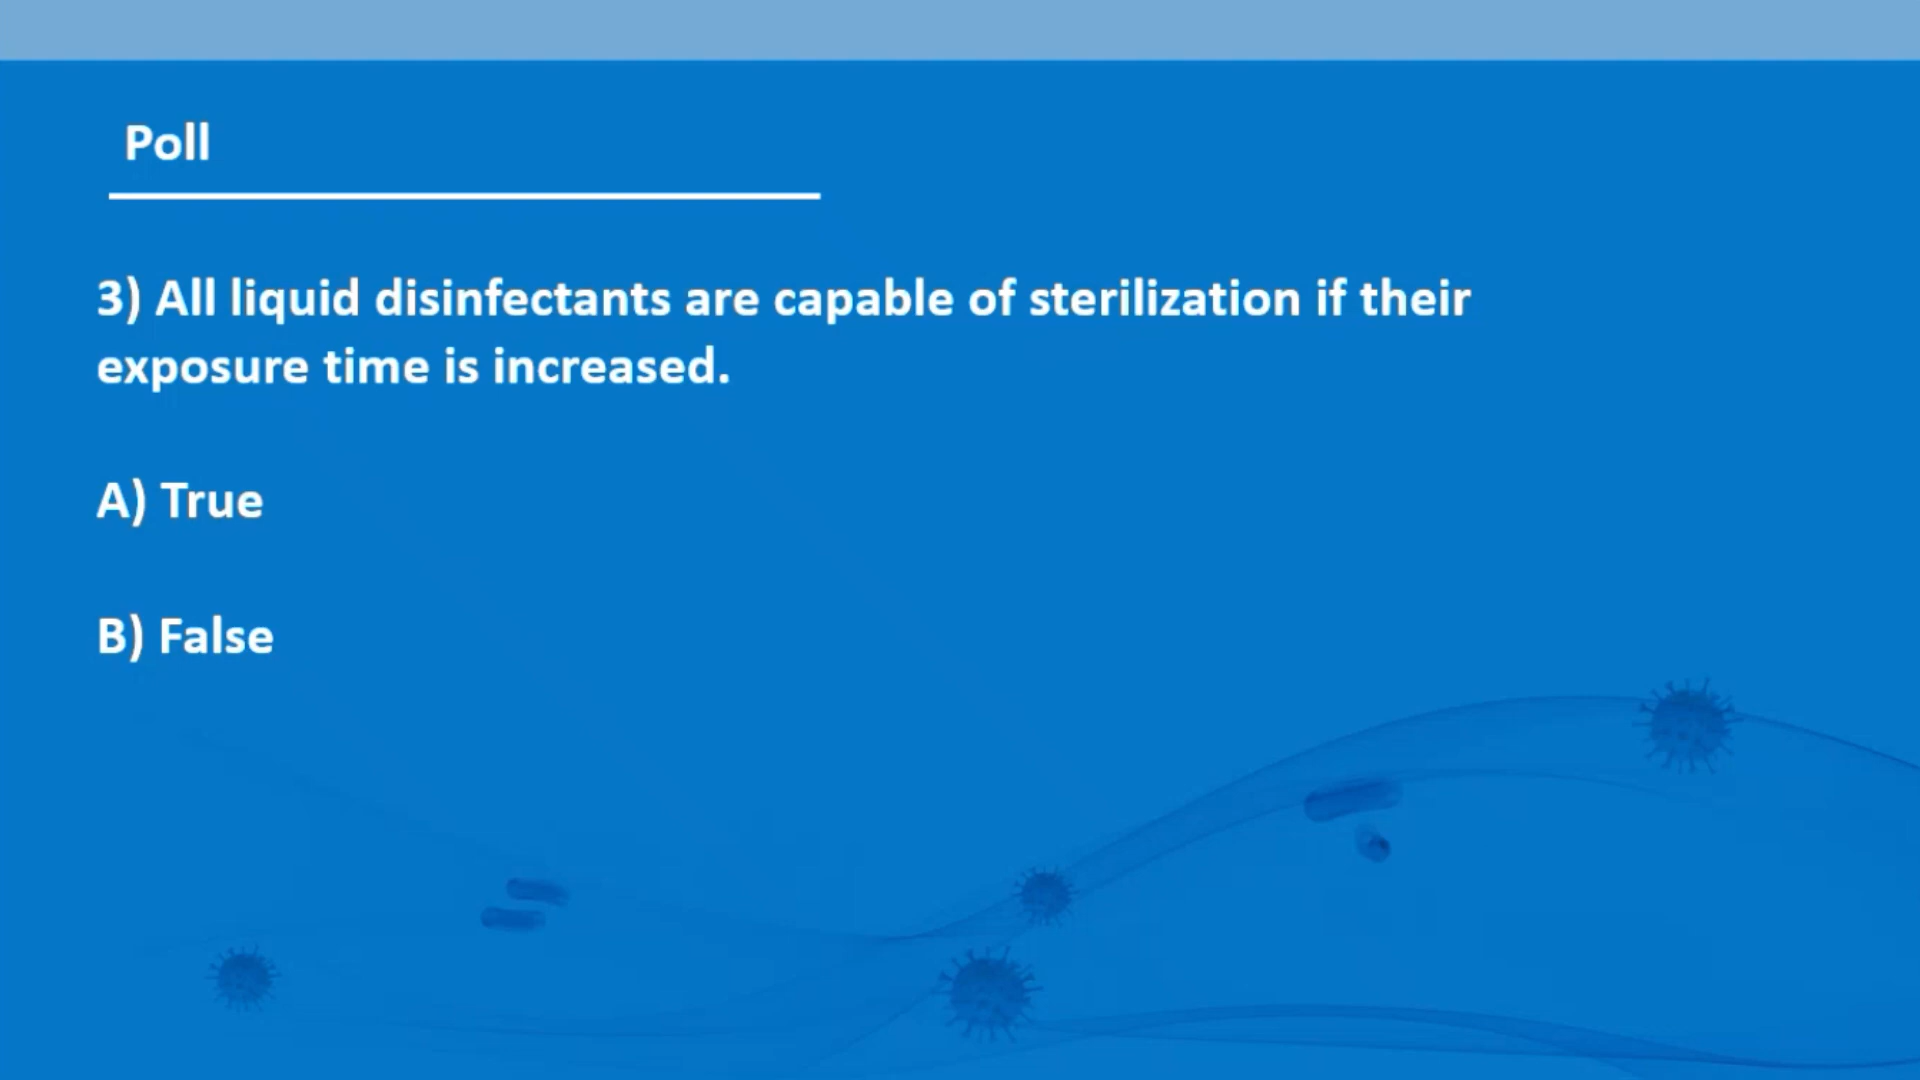 Poll
3) All liquid disinfectants are capable of sterilization if their
exposure time is increased.
A) True
B) False